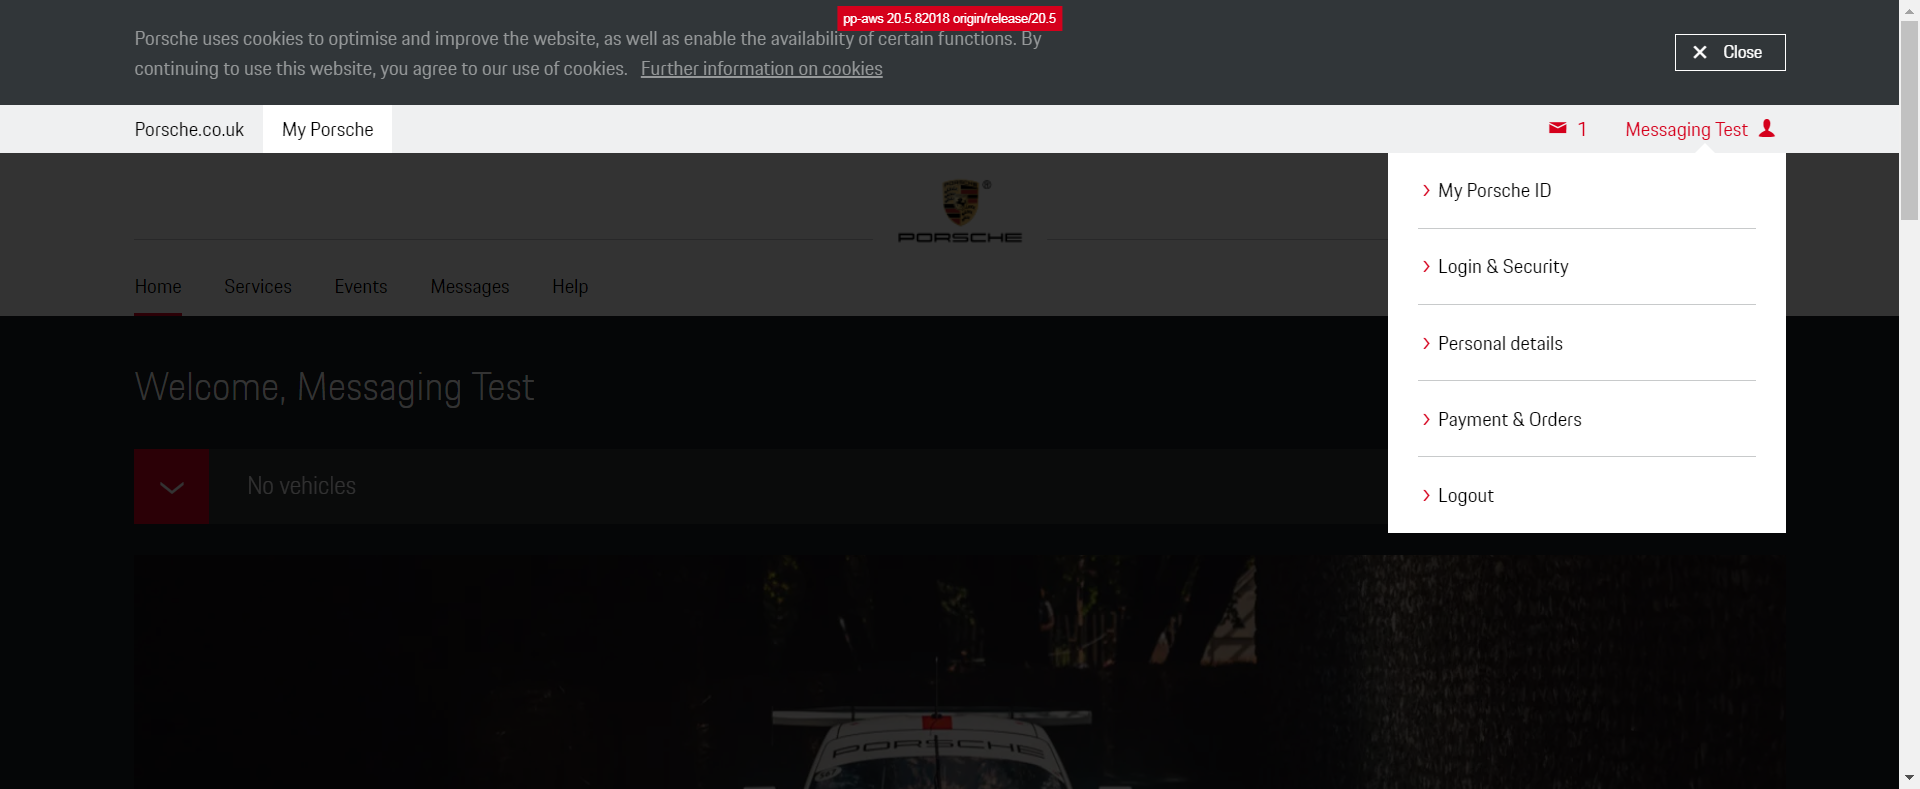 pp-aws 20.5.82018 origin/release/20.5
Porsche uses cookies to optimise and improve the website, as well as enable the availability of certain functions. By
continuing to use this website, you agree to our use of cookies. Further information on cookies
Close
Porsche.co.uk
My Porsche
1
Messaging Test
My Porsche ID
Login & Security
Personal details
Payment & Orders
Logout
®
PORSCHE
Home
Services
Events
Messages
Help
Welcome, Messaging Test
No vehicles
PORSCHE